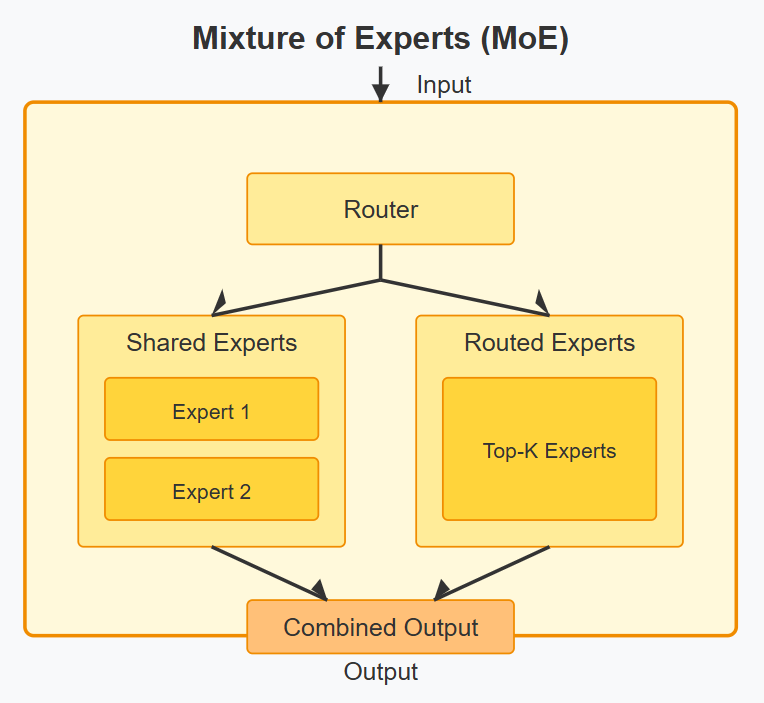 Mixture of Experts (MoE)
Input
Router
Shared Experts
Expert 1
Expert 2
Routed Experts
Top-K Experts
Combined Output
Output